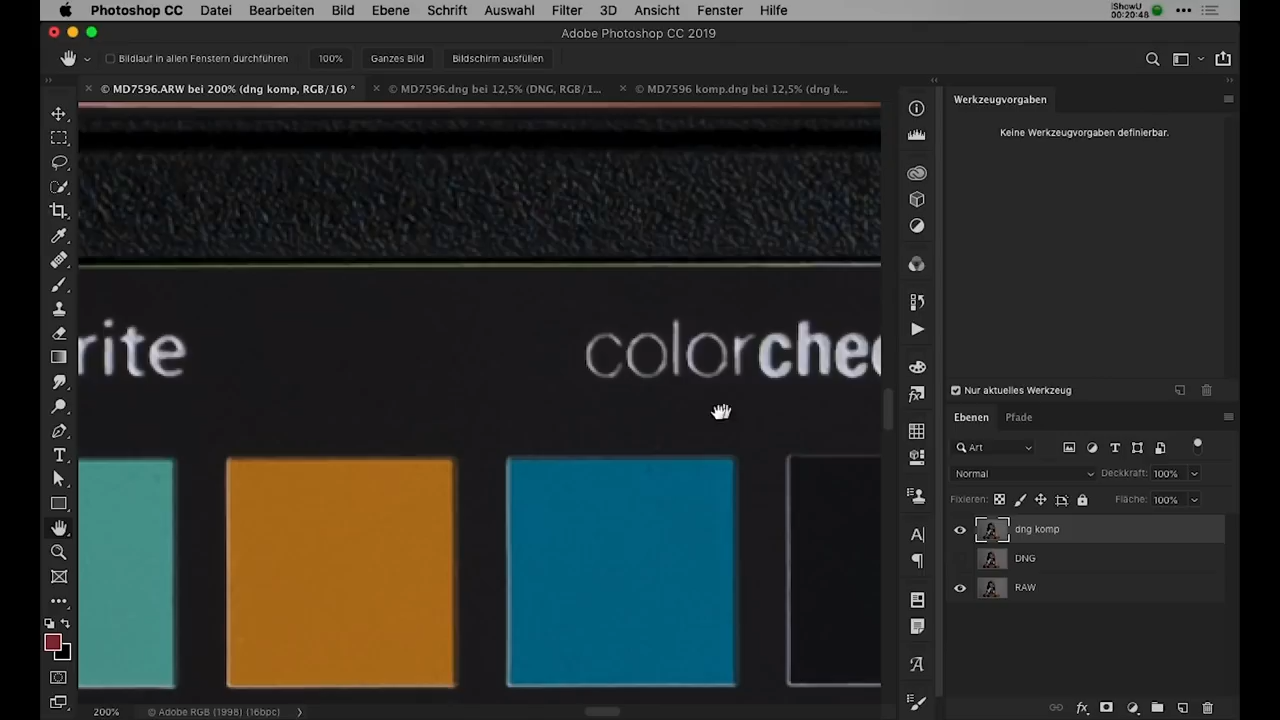 Photoshop CC Datei Bearbeiten Bild Ebene Schrift Auswahl Filter 3D Ansicht Fenster Hilfe
iShowU
00:20:48
Adobe Photoshop CC 2019
Bildlauf in allen Fenstern durchführen 100% Ganzes Bild Bildschirm ausfüllen
× © MD7596.ARW bei 200% (dng komp, RGB/16) * × © MD7596.dng bei 12,5% (DNG, RGB/1... × © MD7596 komp.dng bei 12,5% (dng k...
Werkzeugvorgaben
Keine Werkzeugvorgaben definierbar.
rite
colorchec
Nur aktuelles Werkzeug
Ebenen Pfade
Art
Normal Deckkraft: 100%
Fixieren: Fläche: 100%
dng komp
DNG
RAW
200% © Adobe RGB (1998) (16bpc)